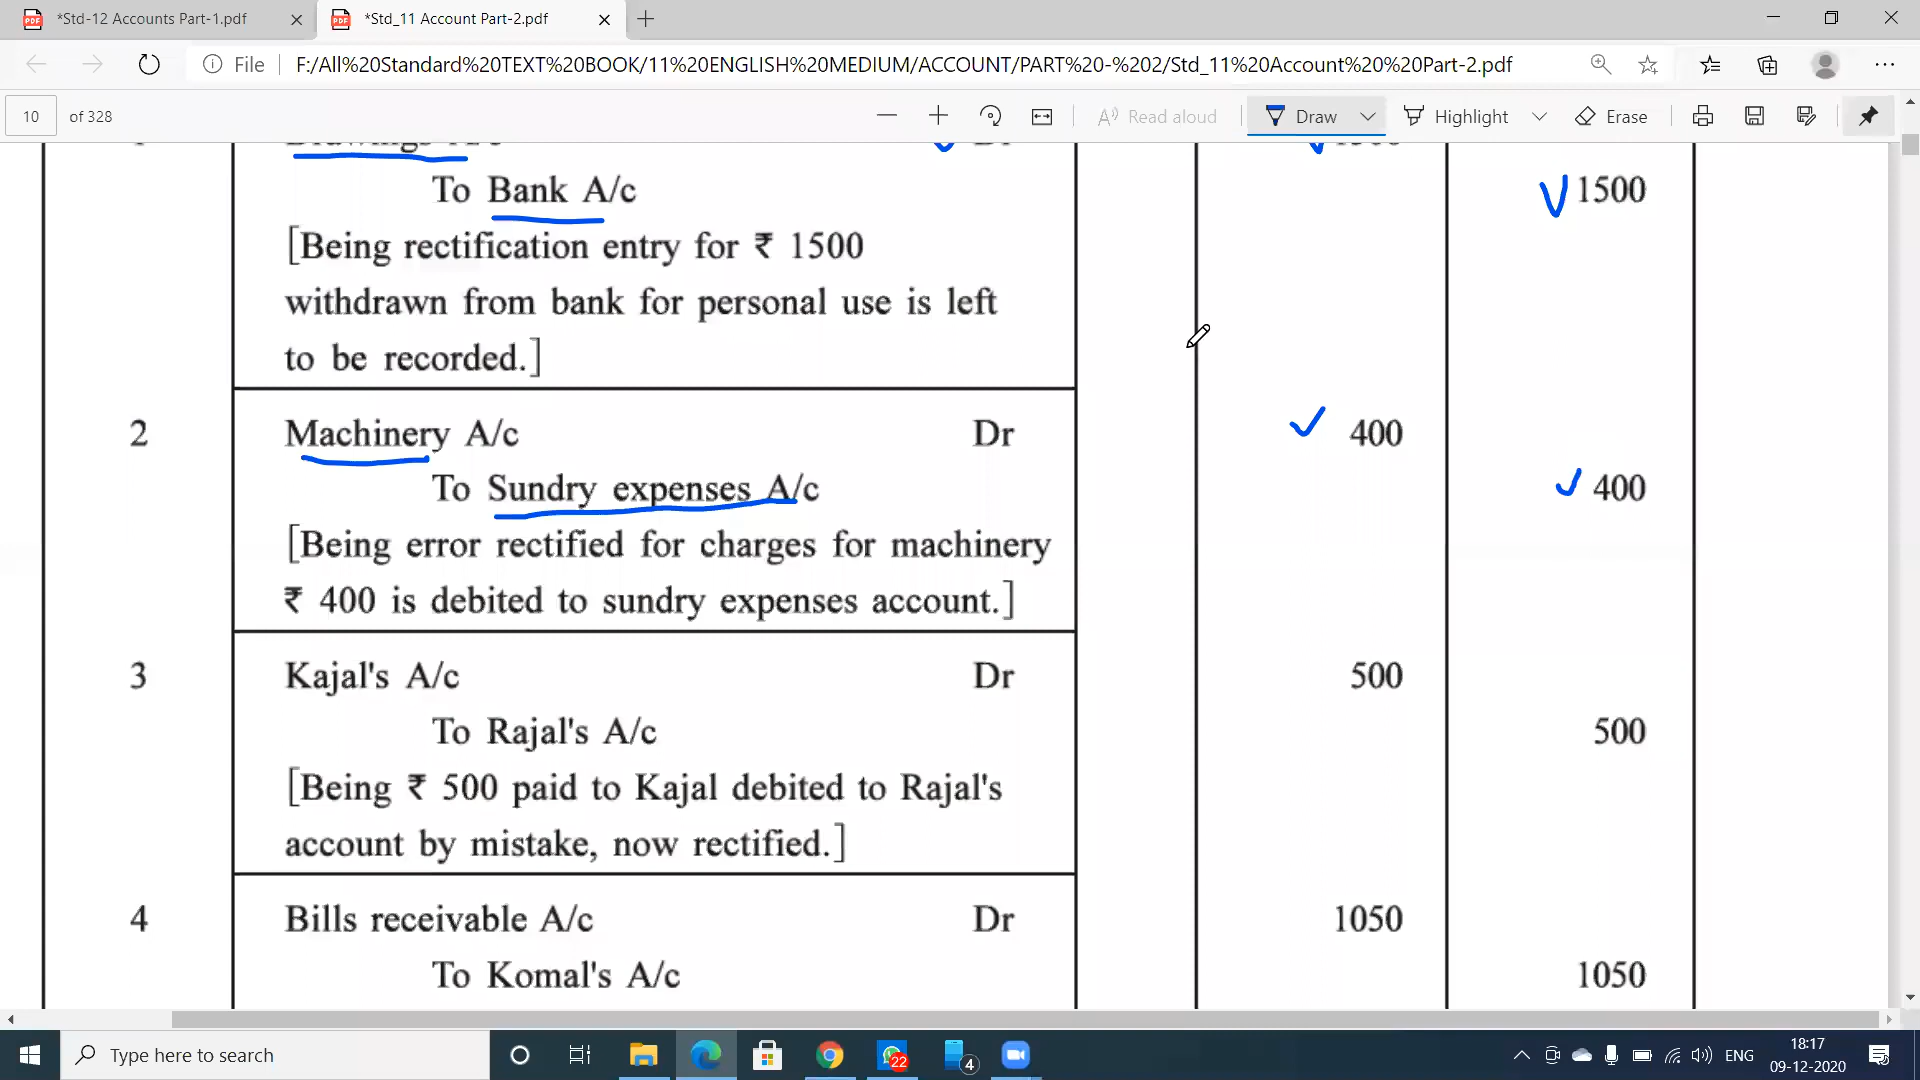 *Std-12 Accounts Part-1.pdf
*Std_11 Account Part-2.pdf
File
F:/All%20Standard%20TEXT%20BOOK/11%20ENGLISH%20MEDIUM/ACCOUNT/PART%20-%202/Std_11%20Account%20%20Part-2.pdf
10 of 328
Read aloud
Draw
Highlight
Erase
To Bank A/c 1500
[Being rectification entry for ₹ 1500
withdrawn from bank for personal use is left
to be recorded.]
2 Machinery A/c Dr 400
To Sundry expenses A/c 400
[Being error rectified for charges for machinery
₹ 400 is debited to sundry expenses account.]
3 Kajal's A/c Dr 500
To Rajal's A/c 500
[Being ₹ 500 paid to Kajal debited to Rajal's
account by mistake, now rectified.]
4 Bills receivable A/c Dr 1050
To Komal's A/c 1050
Type here to search
22
4
ENG
18:17
09-12-2020